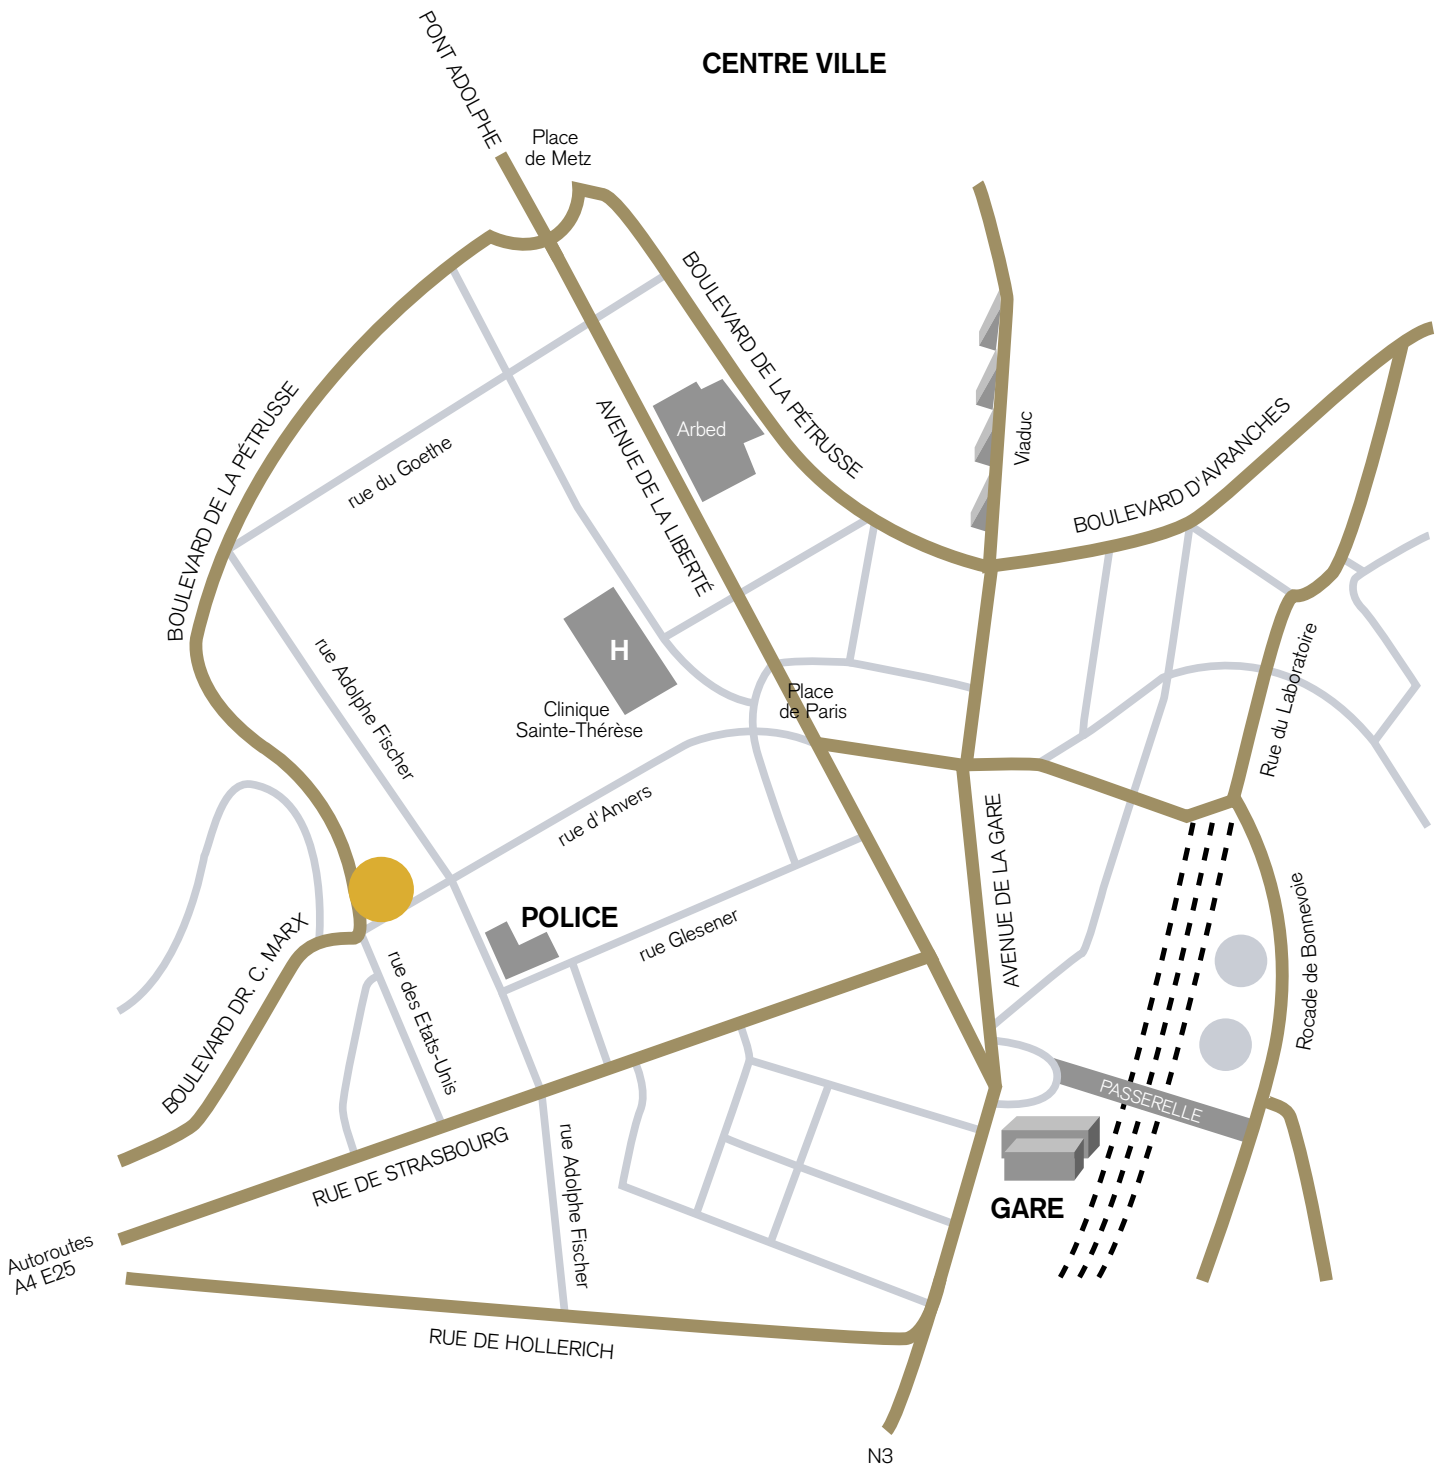 PONT ADOLPHE
CENTRE VILLE
Place
de Metz
BOULEVARD DE LA PÉTRUSSE
BOULEVARD DE LA PÉTRUSSE
AVENUE DE LA LIBERTÉ
Arbed
Viaduc
BOULEVARD D'AVRANCHES
rue du Goethe
H
Clinique
Sainte-Thérèse
rue Adolphe Fischer
Place
de Paris
Rue du Laboratoire
rue d'Anvers
AVENUE DE LA GARE
POLICE
rue Glesener
Rocade de Bonnevoie
BOULEVARD DR. C. MARX
rue des Etats-Unis
PASSERELLE
RUE DE STRASBOURG
rue Adolphe Fischer
GARE
Autoroutes
A4 E25
RUE DE HOLLERICH
N3